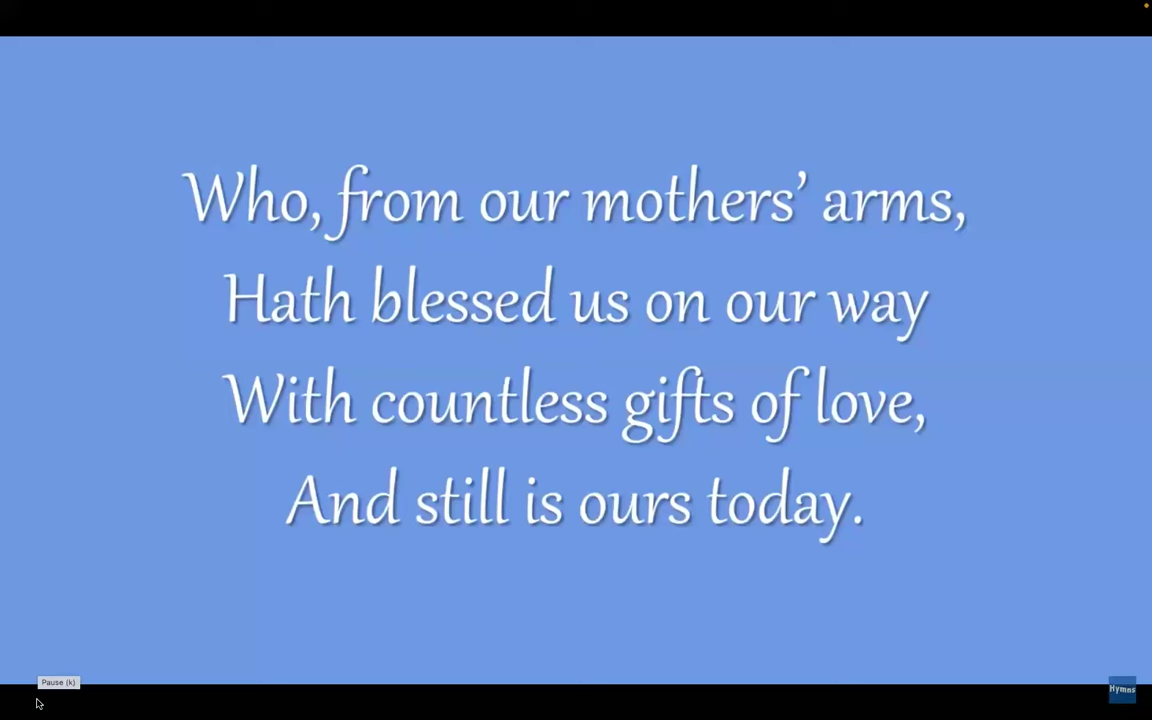 Who, from our mothers’ arms,
Hath blessed us on our way
With countless gifts of love,
And still is ours today.
Pause (k)
Hymns